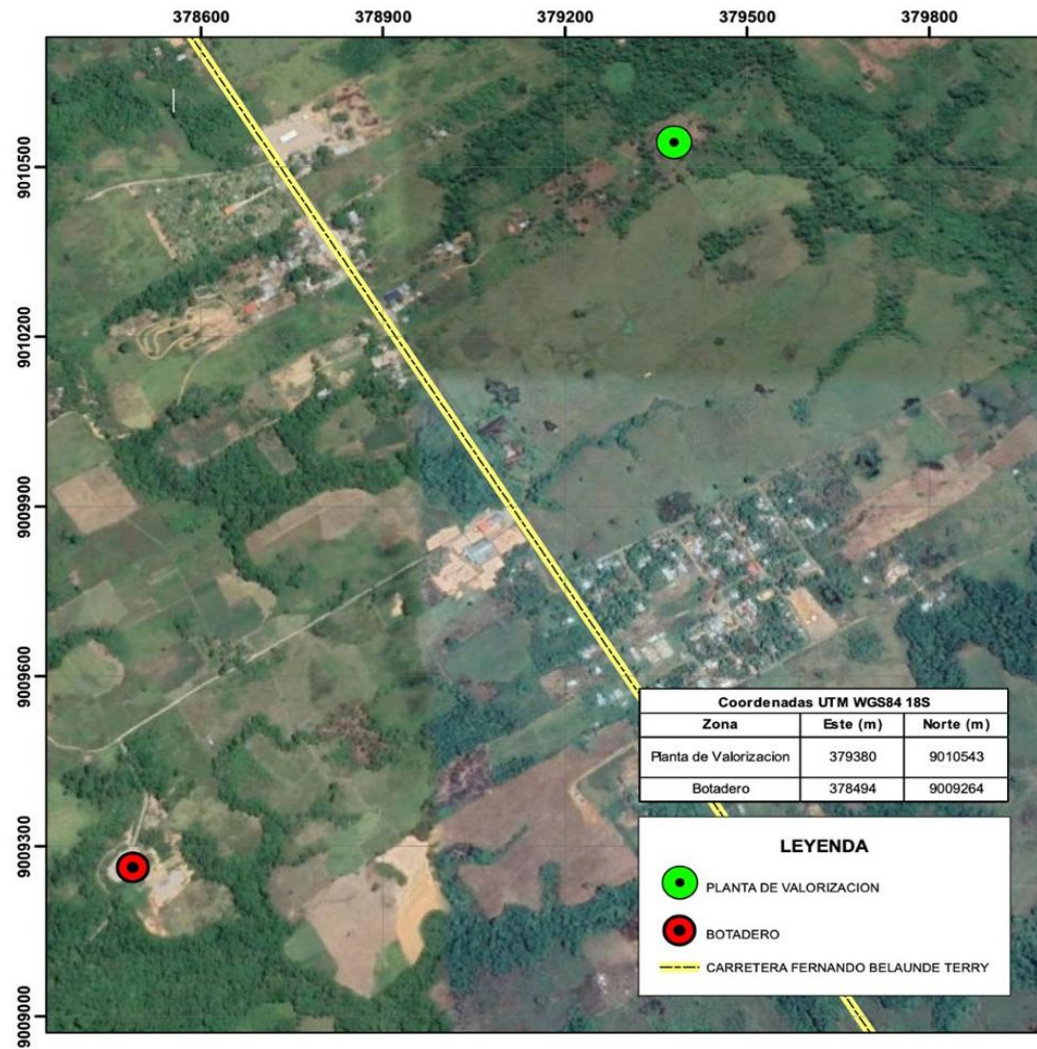 378600 378900 379200 379500 379800
9010500
9010200
9009900
9009600
9009300
9009000
Coordenadas UTM WGS84 18S
Zona Este (m) Norte (m)
Planta de Valorizacion 379380 9010543
Botadero 378494 9009264
LEYENDA
PLANTA DE VALORIZACION
BOTADERO
CARRETERA FERNANDO BELAUNDE TERRY